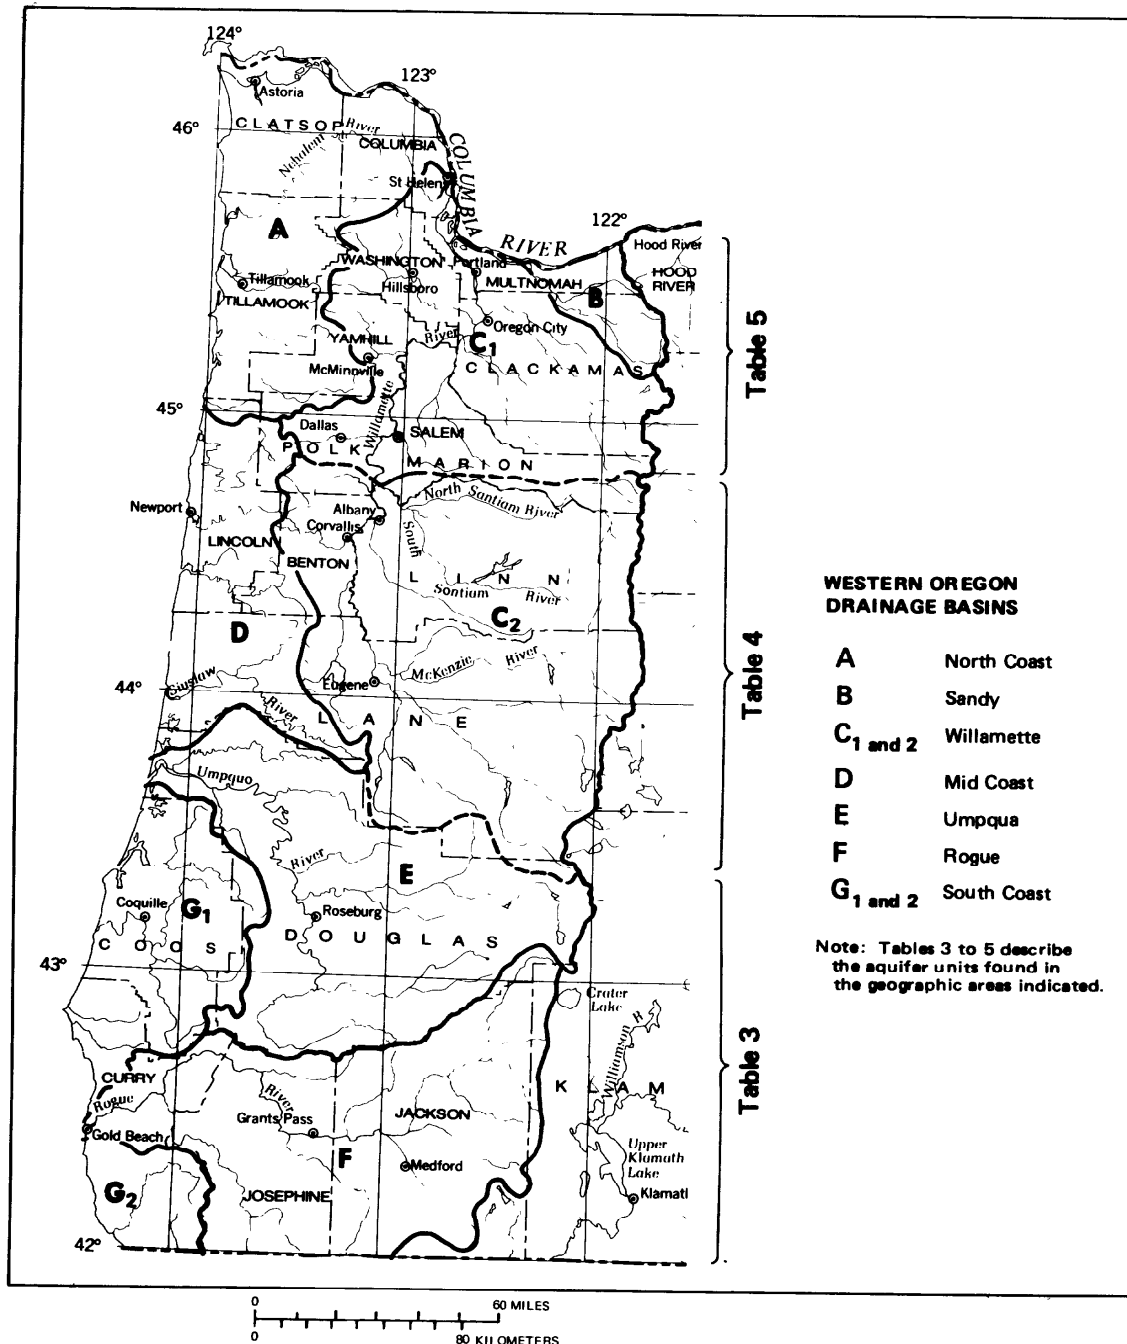 124°
123°
Astoria
46°
CLATSOP
River
Nehalem
COLUMBIA
COLUMBIA
St Helens
122°
RIVER
A
Hood River
WASHINGTON
Portland
HOOD
RIVER
Tillamook
Hillsboro
MULTNOMAH
B
TILLAMOOK
Oregon City
YAMHILL
River
C1
McMinnville
CLACKAMAS
Table 5
45°
Willamette
Dallas
SALEM
POLK
MARION
North Santiam River
Newport
Albany
Corvallis
South
LINCOLN
BENTON
LINN
Santiam River
D
C2
WESTERN OREGON
DRAINAGE BASINS
A North Coast
B Sandy
C1 and 2 Willamette
D Mid Coast
E Umpqua
F Rogue
G1 and 2 South Coast
Note: Tables 3 to 5 describe
the aquifer units found in
the geographic areas indicated.
McKenzie River
Table 4
44°
Siuslaw
River
Eugene
LANE
Umpquo
River
E
Coquille
G1
Roseburg
COOS
DOUGLAS
43°
Crater
Lake
Williamson R
CURRY
Rogue
River
KLAM
Table 3
Grants Pass
JACKSON
Gold Beach
F
Medford
Upper
Klamath
Lake
G2
JOSEPHINE
Klamatl
42°
0 60 MILES
0 80 KILOMETERS